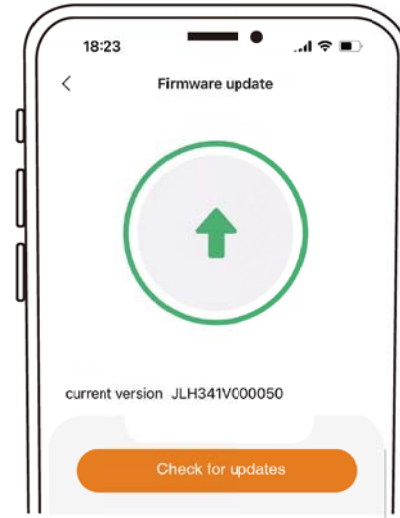 18:23
Firmware update
current version JLH341V000050
Check for updates